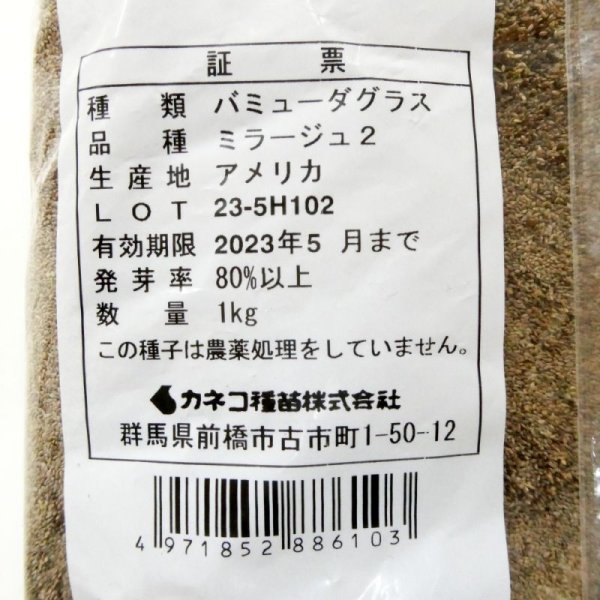 証 票
種 類 バミューダグラス
品 種 ミラージュ2
生 産 地 アメリカ
LOT 23-5H102
有効期限 2023年5 月まで
発 芽 率 80%以上
数 量 1kg
この種子は農薬処理をしていません。
カネコ種苗株式会社
群馬県前橋市古市町1-50-12
4 971852 886103